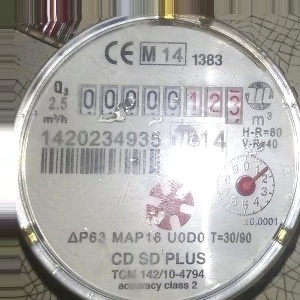 CE M 14 1383
Q3
2.5
m³/h
00000123
m³
H-R=80
V-R=40
1420234935
x0.0001
ΔP63 MAP16 U0D0 T=30/90
CD SD PLUS
TCM 142/10-4794
accuracy class 2